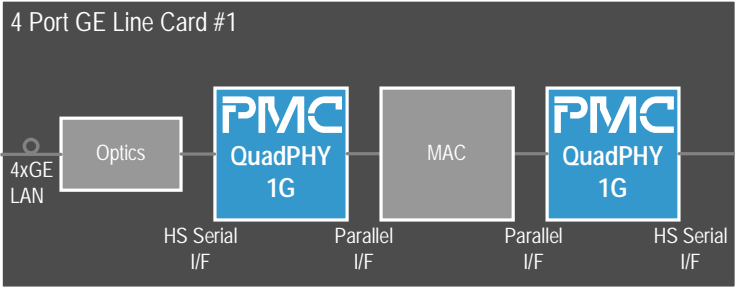 4 Port GE Line Card #1
4xGE
LAN
Optics
PMC
QuadPHY
1G
MAC
PMC
QuadPHY
1G
HS Serial
I/F
Parallel
I/F
Parallel
I/F
HS Serial
I/F